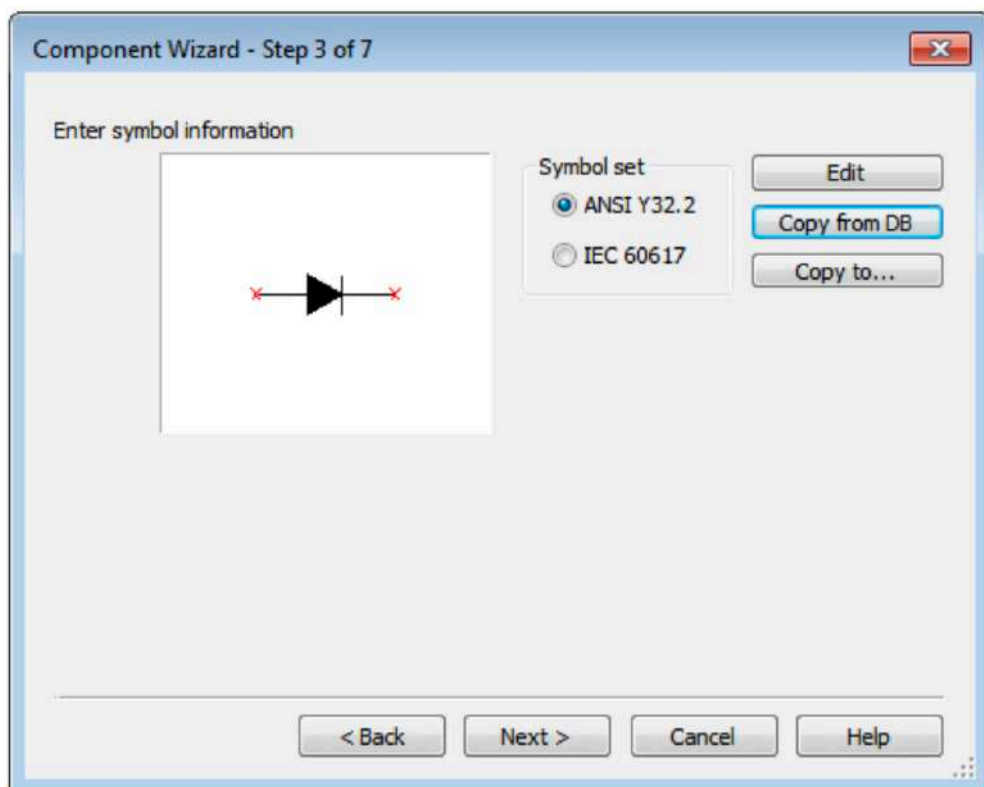 Component Wizard - Step 3 of 7
Enter symbol information
Symbol set
ANSI Y32.2
IEC 60617
Edit
Copy from DB
Copy to...
< Back
Next >
Cancel
Help